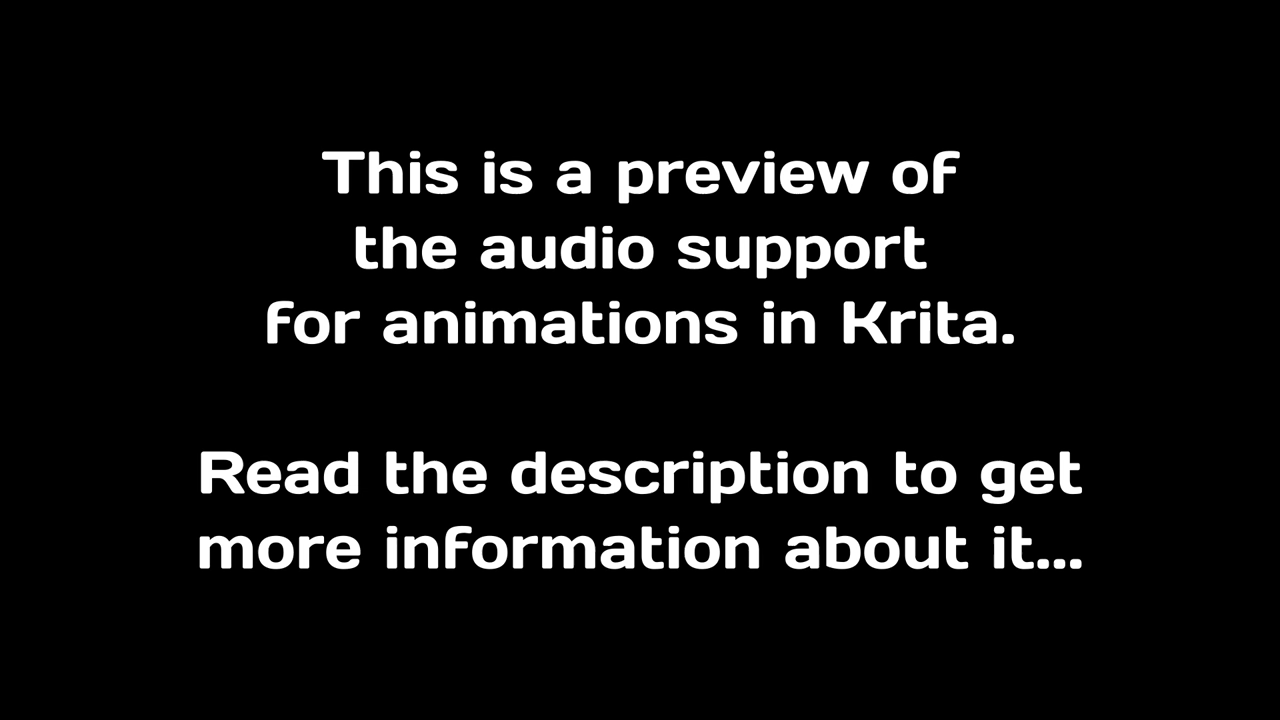 This is a preview of
the audio support
for animations in Krita.
Read the description to get
more information about it...